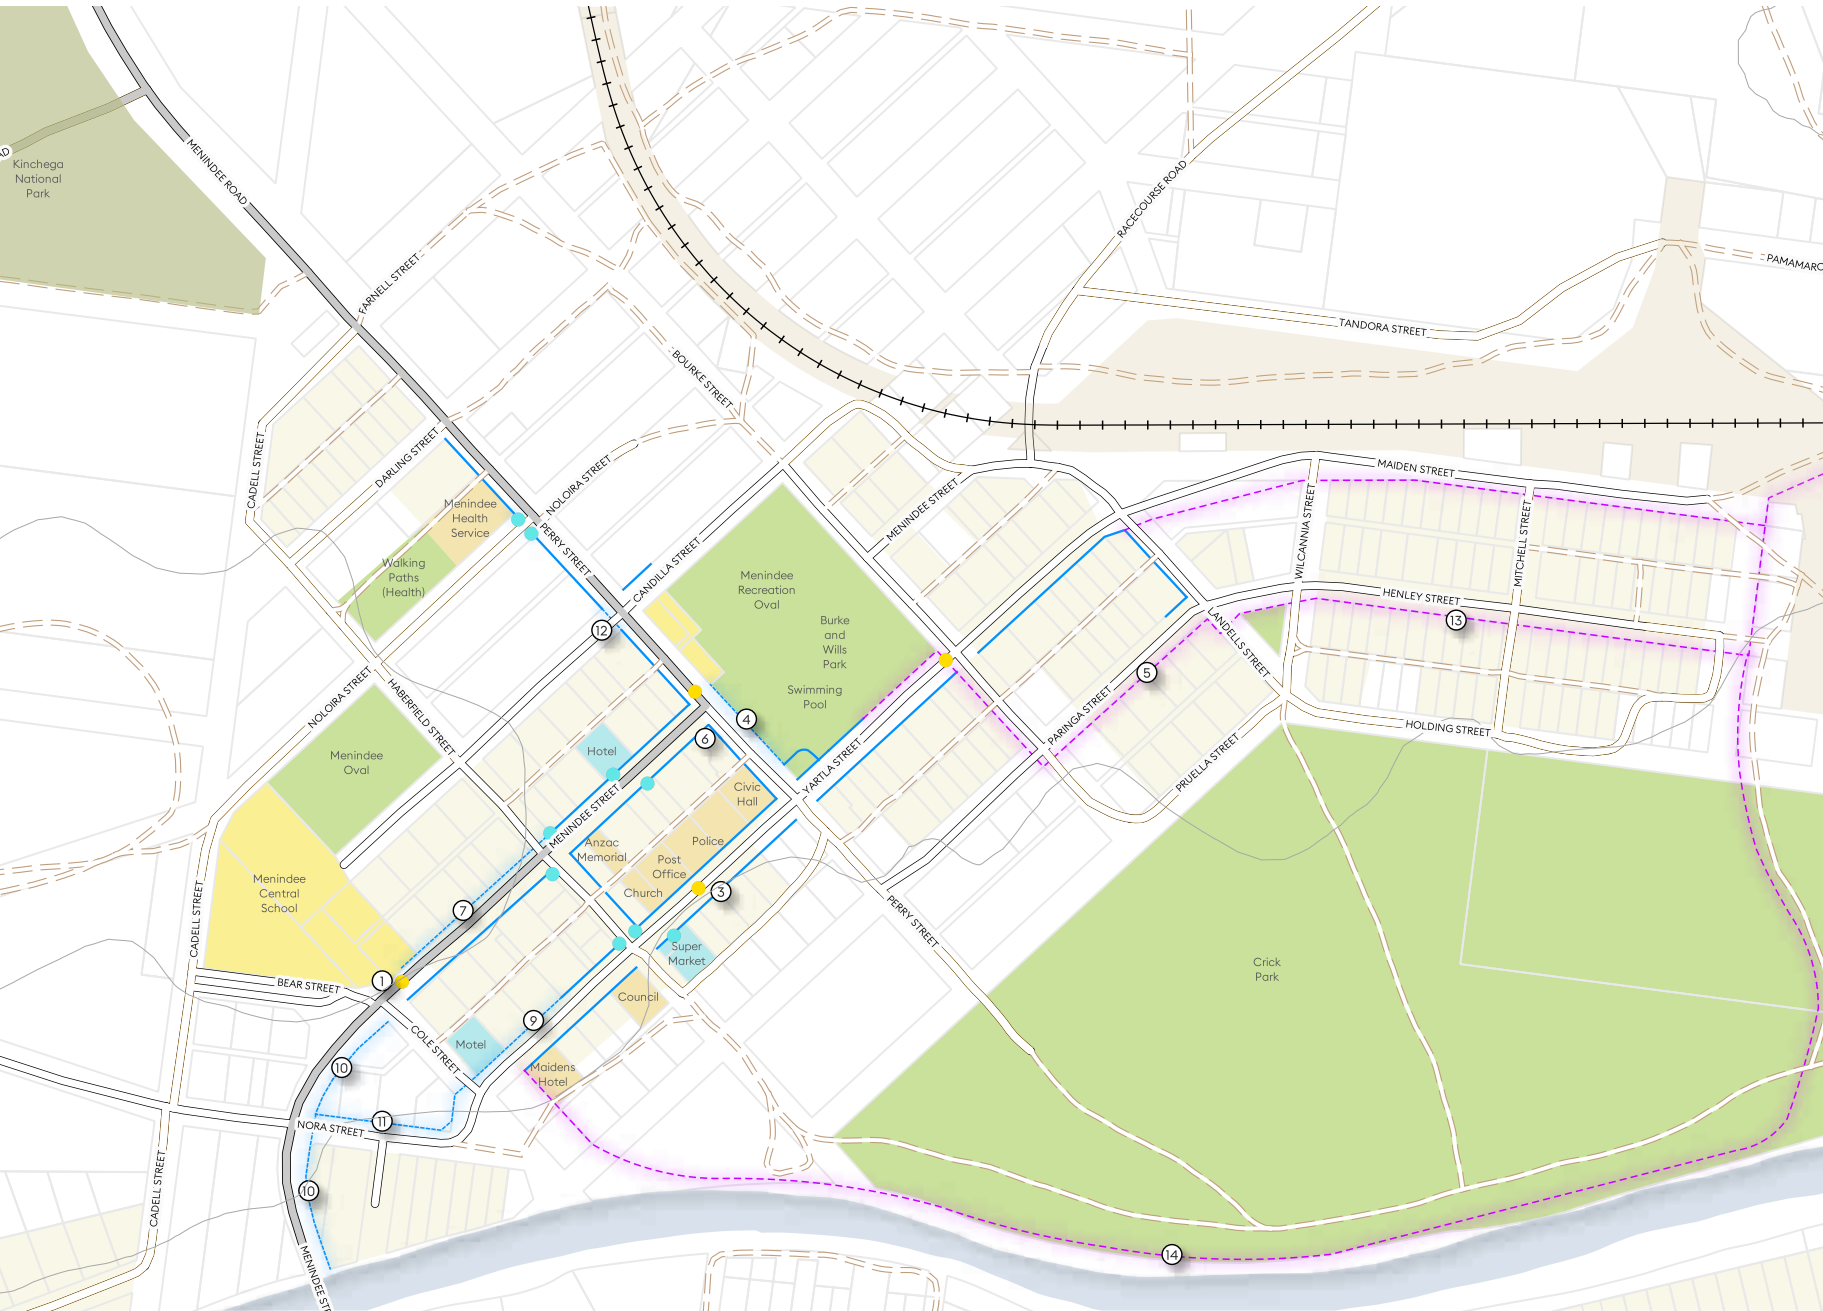 MENINDEE ROAD
AD
Kinchega
National
Park
FARNELL STREET
RACECOURSE ROAD
PAMAMARO
TANDORA STREET
BOURKE STREET
CADELL STREET
DARLING STREET
NOLOIRA STREET
Menindee
Health
Service
PERRY STREET
Walking
Paths
(Health)
CANDILLA STREET
MENINDEE STREET
MAIDEN STREET
WILCANNIA STREET
MITCHELL STREET
HENLEY STREET
13
Menindee
Recreation
Oval
Burke
and
Wills
Park
Swimming
Pool
12
LANDELLS STREET
5
PARINGA STREET
HOLDING STREET
PRUELLA STREET
NOLOIRA STREET
HABERFIELD STREET
Menindee
Oval
4
6
Hotel
YARTLA STREET
Civic
Hall
MENINDEE STREET
Police
Anzac
Memorial
Post
Office
Church
3
Menindee
Central
School
7
CADELL STREET
PERRY STREET
Super
Market
Crick
Park
1
BEAR STREET
Council
9
COLE STREET
Motel
10
Maidens
Hotel
11
NORA STREET
10
CADELL STREET
14
MENINDEE STR